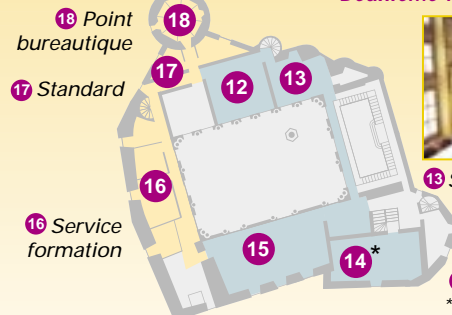 18 Point
bureautique
17 Standard
16 Service
formation
18
17
12
13
16
15
14*
13
*